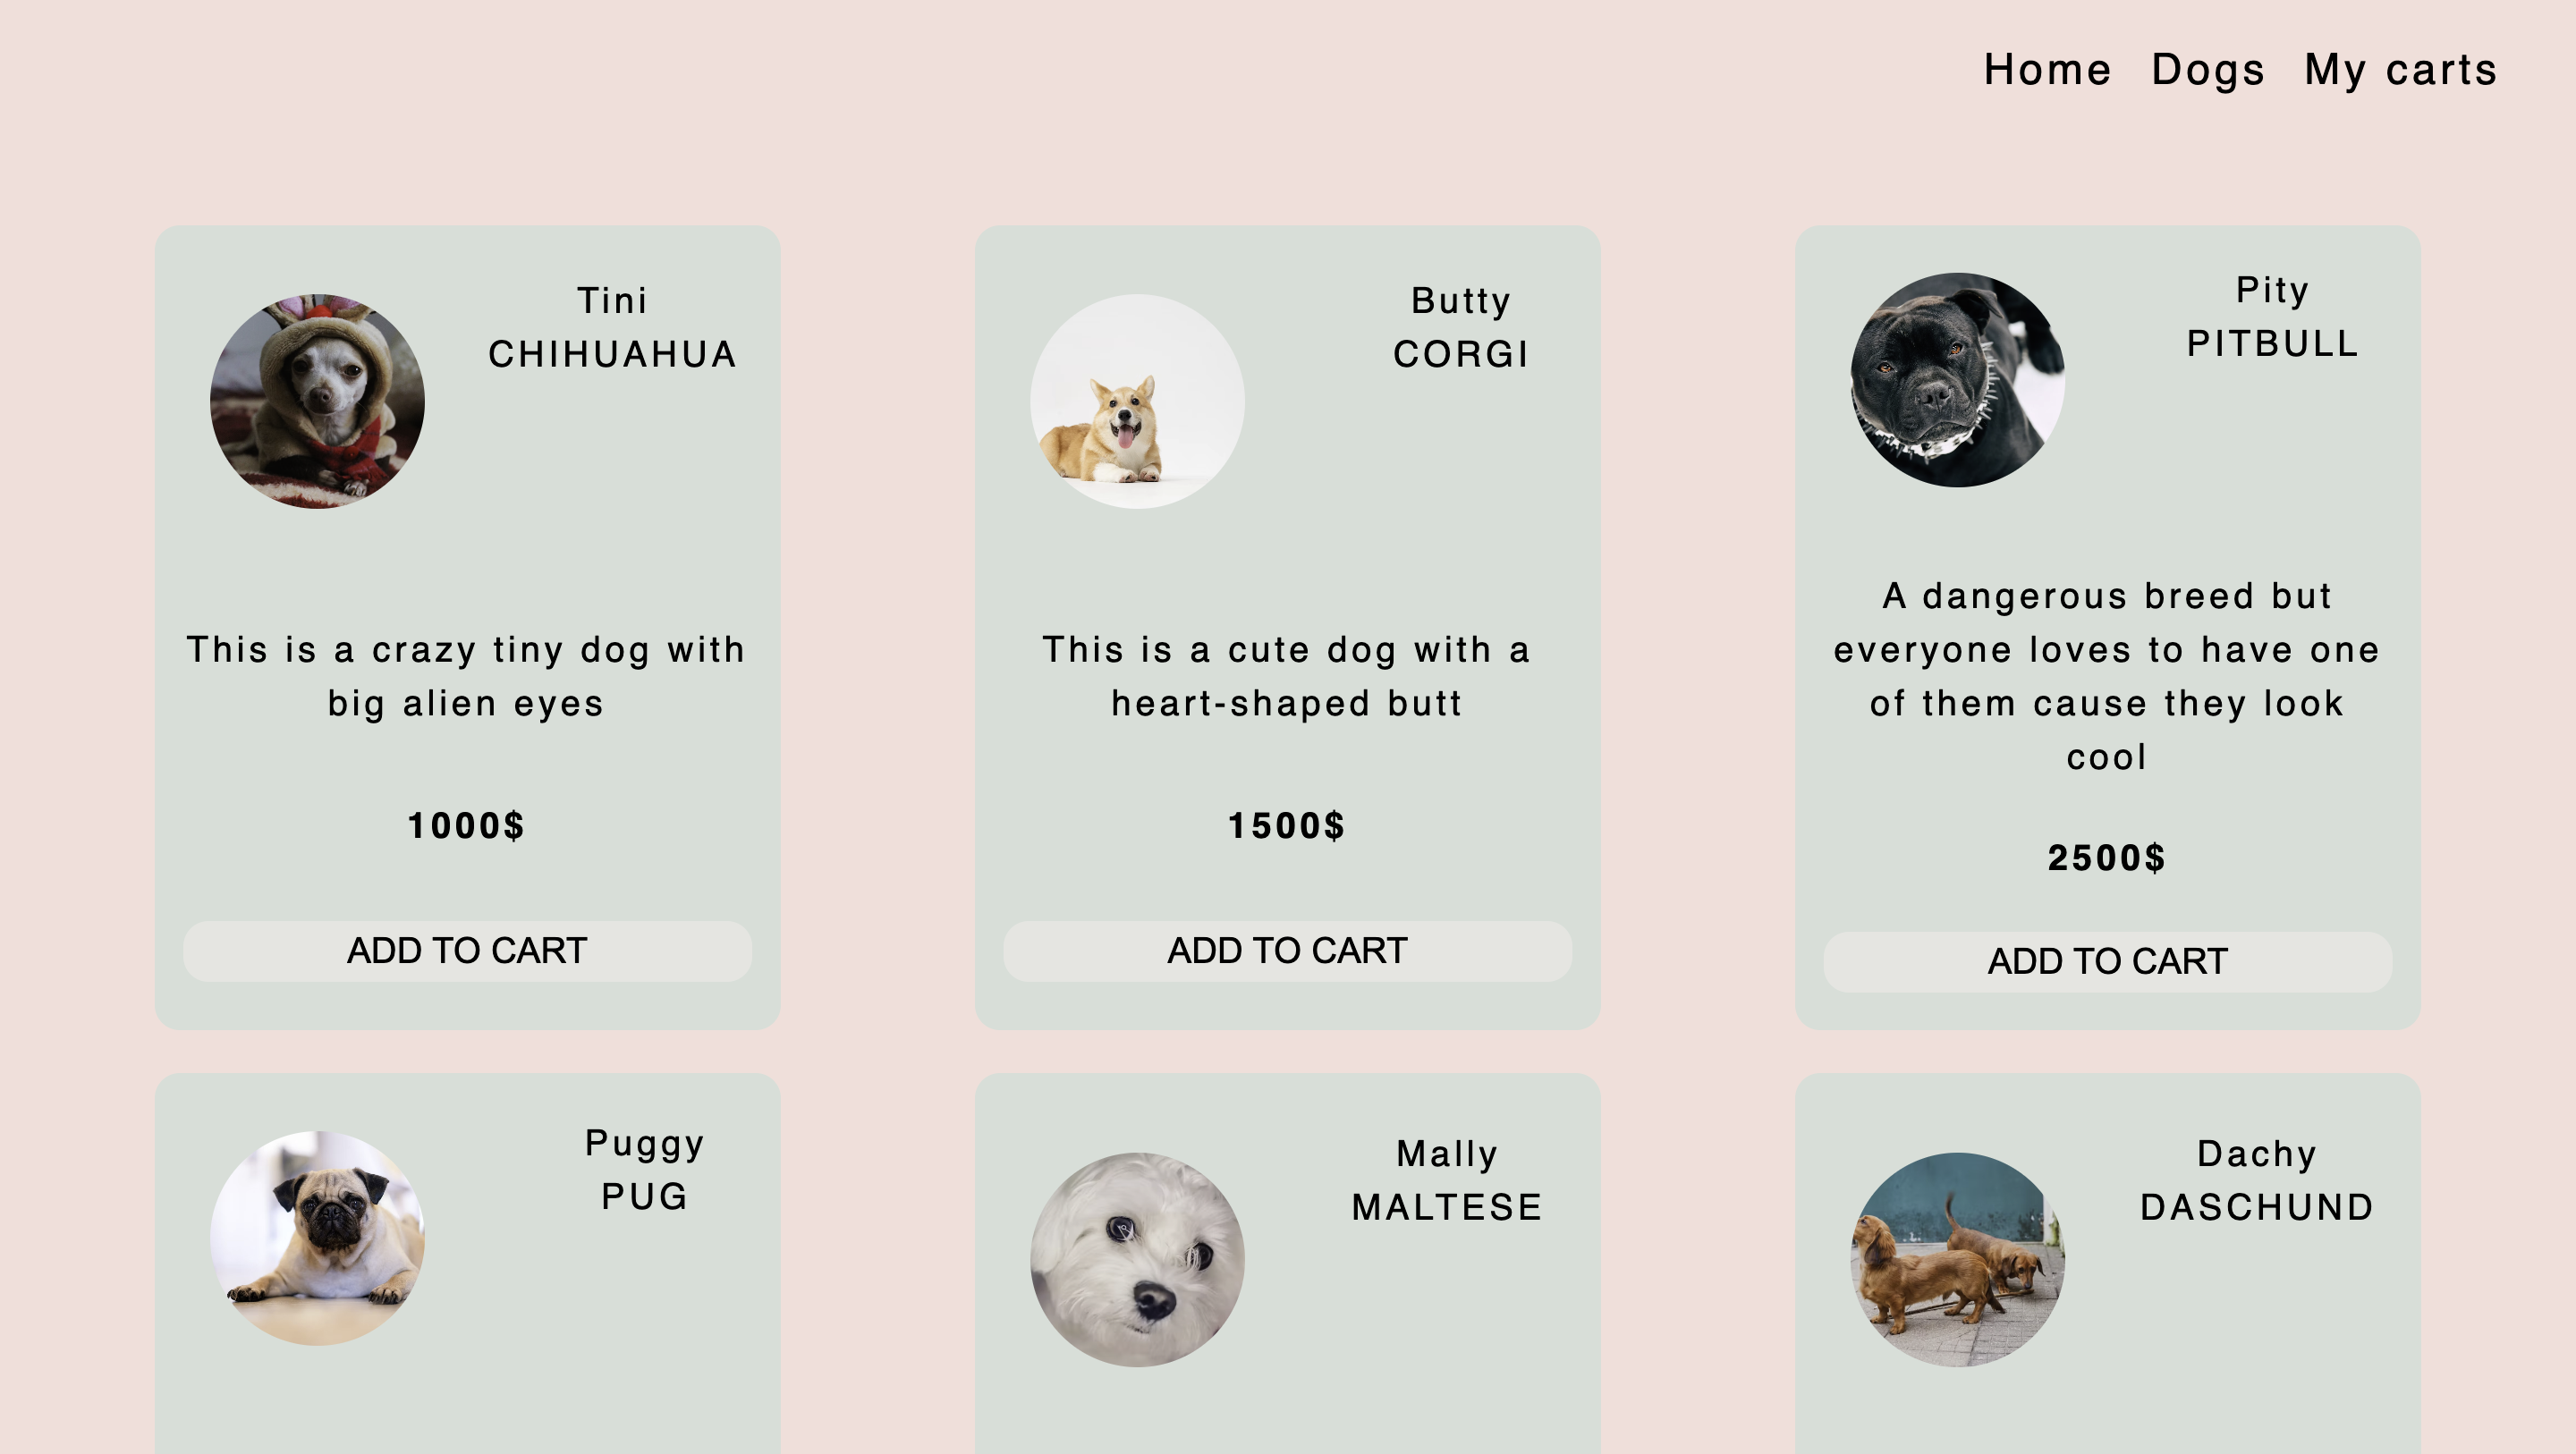 Home Dogs My carts
Tini
CHIHUAHUA
This is a crazy tiny dog with
big alien eyes
1000$
ADD TO CART
Butty
CORGI
This is a cute dog with a
heart-shaped butt
1500$
ADD TO CART
Pity
PITBULL
A dangerous breed but
everyone loves to have one
of them cause they look
cool
2500$
ADD TO CART
Puggy
PUG
Mally
MALTESE
Dachy
DASCHUND